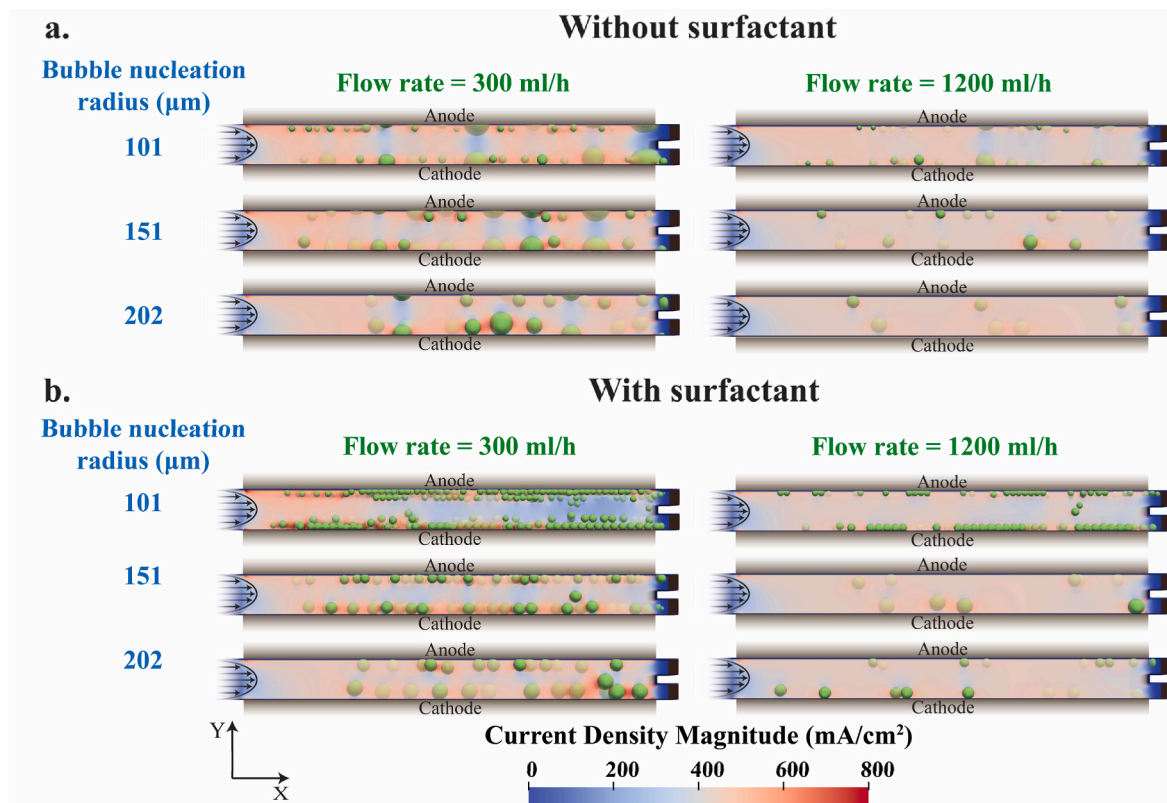 a.
Without surfactant
Bubble nucleation
radius (μm)
Flow rate = 300 ml/h
Flow rate = 1200 ml/h
Anode
Anode
101
Cathode
Cathode
Anode
Anode
151
Cathode
Cathode
Anode
Anode
202
Cathode
Cathode
b.
With surfactant
Bubble nucleation
radius (μm)
Flow rate = 300 ml/h
Flow rate = 1200 ml/h
Anode
Anode
101
Cathode
Cathode
Anode
Anode
151
Cathode
Cathode
Anode
Anode
202
Cathode
Cathode
Y
X
Current Density Magnitude (mA/cm²)
0 200 400 600 800